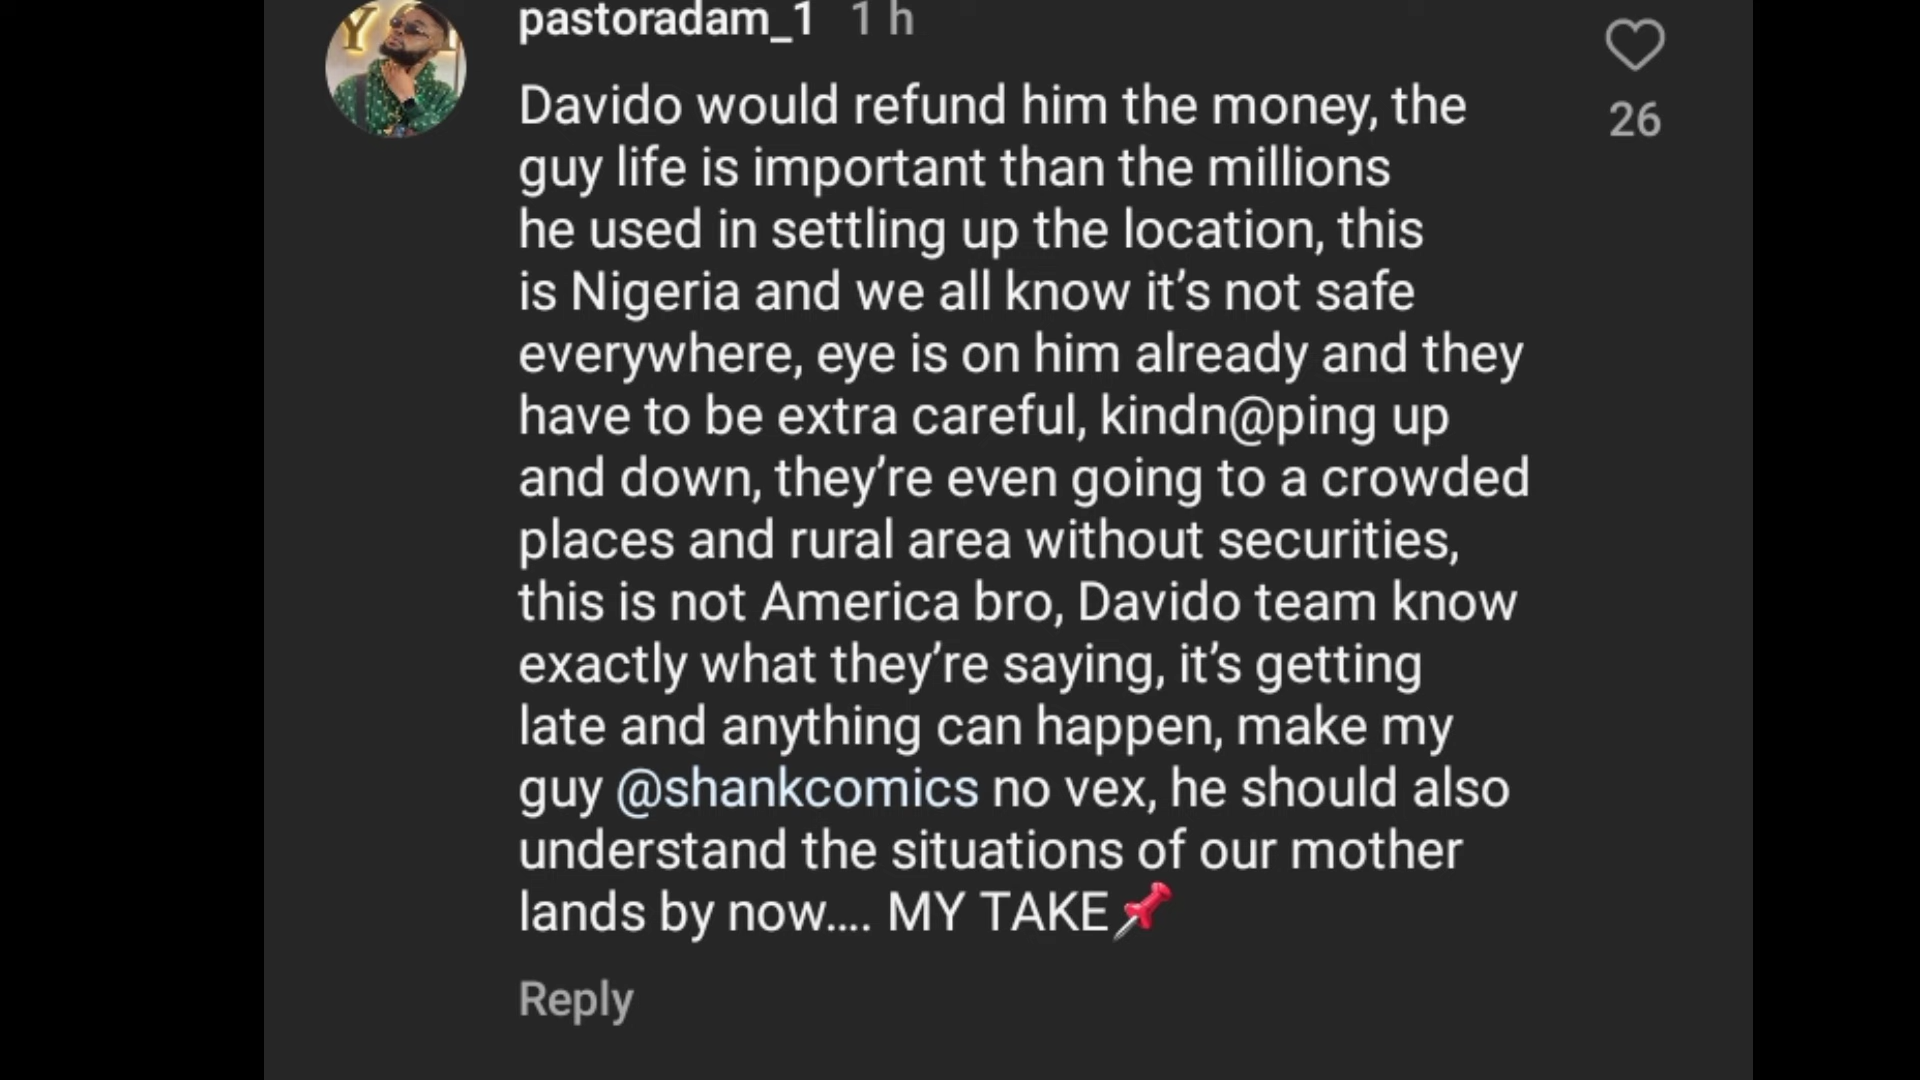 pastoradam_1 1 h
Davido would refund him the money, the
26
guy life is important than the millions
he used in settling up the location, this
is Nigeria and we all know it’s not safe
everywhere, eye is on him already and they
have to be extra careful, kindn@ping up
and down, they’re even going to a crowded
places and rural area without securities,
this is not America bro, Davido team know
exactly what they’re saying, it’s getting
late and anything can happen, make my
guy @shankcomics no vex, he should also
understand the situations of our mother
lands by now.... MY TAKE📌
Reply